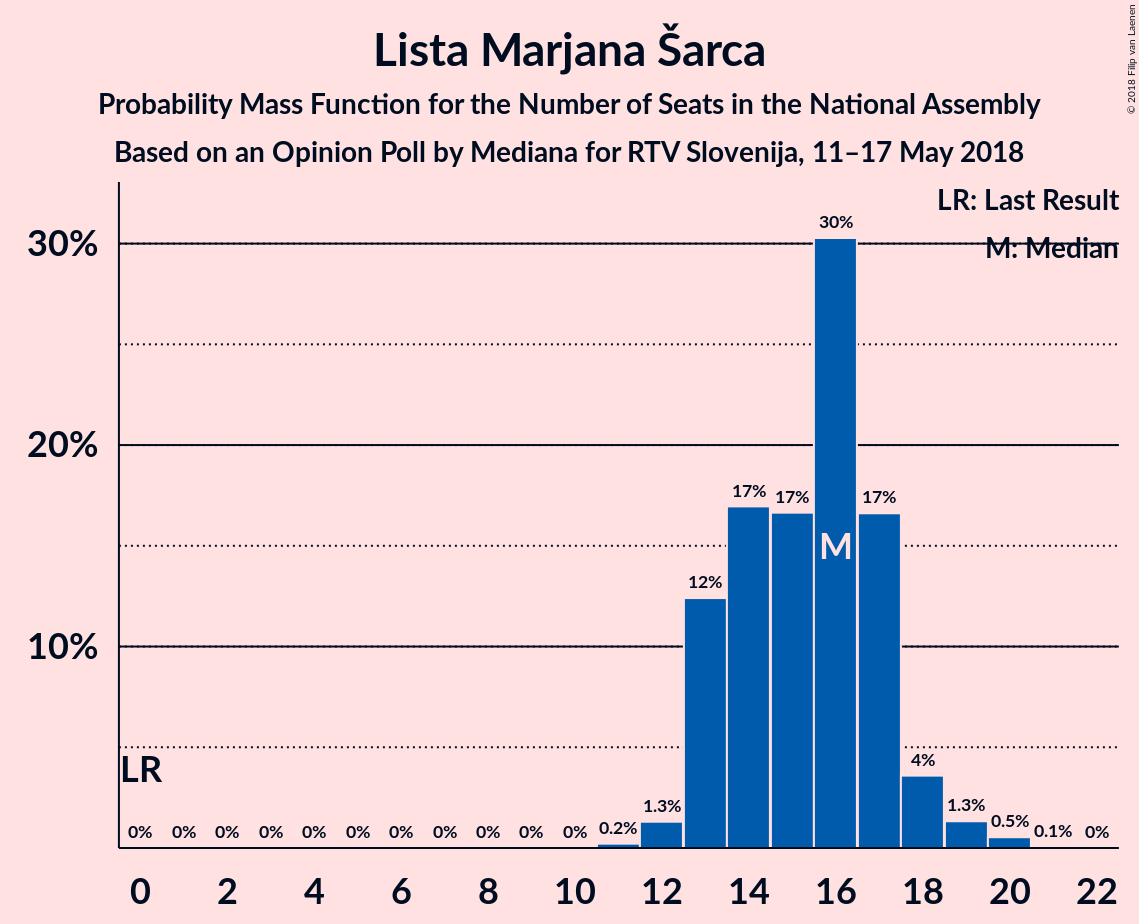 Lista Marjana Šarca
Probability Mass Function for the Number of Seats in the National Assembly
Based on an Opinion Poll by Mediana for RTV Slovenija, 11–17 May 2018
© 2018 Filip van Laenen
LR: Last Result
M: Median
30%
20%
10%
30%
17% 17% 17%
M
12%
LR
4%
0% 0% 0% 0% 0% 0% 0% 0% 0% 0% 0% 0.2% 1.3% 1.3% 0.5% 0.1% 0%
0 2 4 6 8 10 12 14 16 18 20 22